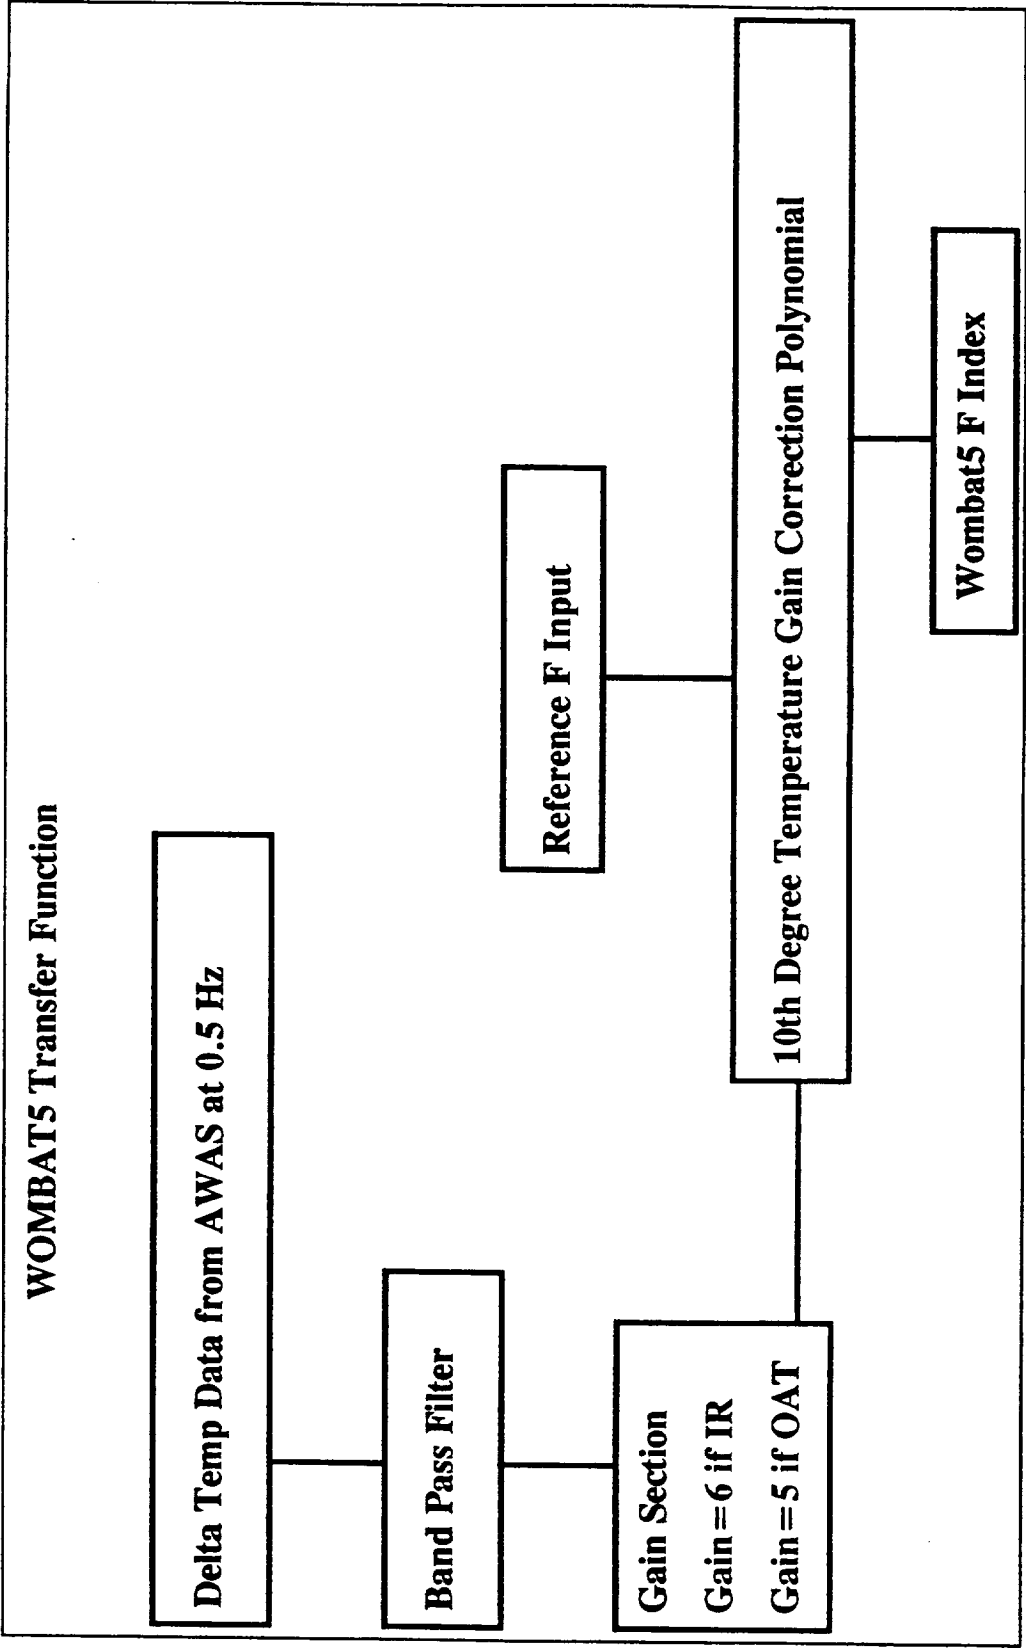 WOMBAT5 Transfer Function
Delta Temp Data from AWAS at 0.5 Hz
Band Pass Filter
Gain Section
Gain=6 if IR
Gain=5 if OAT
Reference F Input
10th Degree Temperature Gain Correction Polynomial
Wombat5 F Index